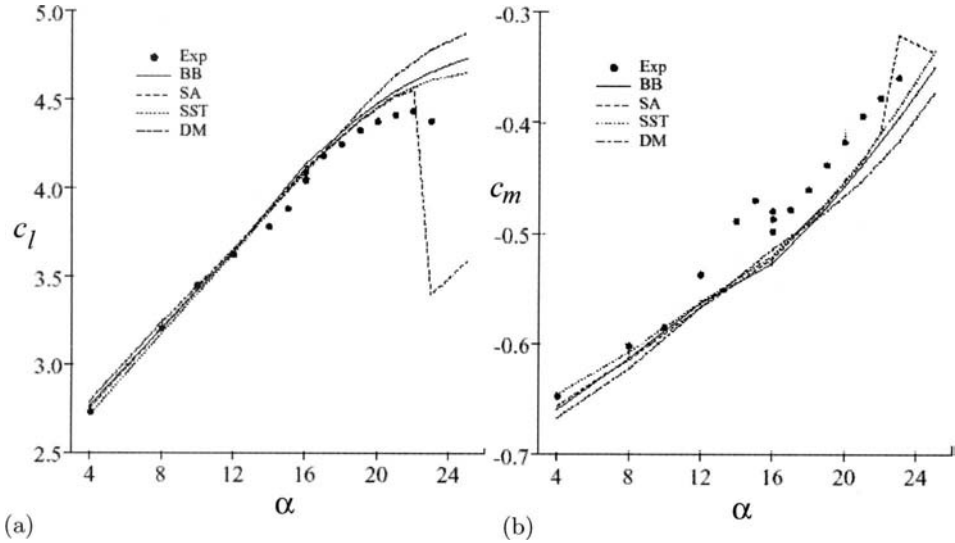 5.0
4.5
4.0
3.5
3.0
2.5
c_l
Exp
BB
SA
SST
DM
4 8 12 16 20 24
α
(a)
-0.3
-0.4
-0.5
-0.6
-0.7
c_m
Exp
BB
SA
SST
DM
4 8 12 16 20 24
α
(b)